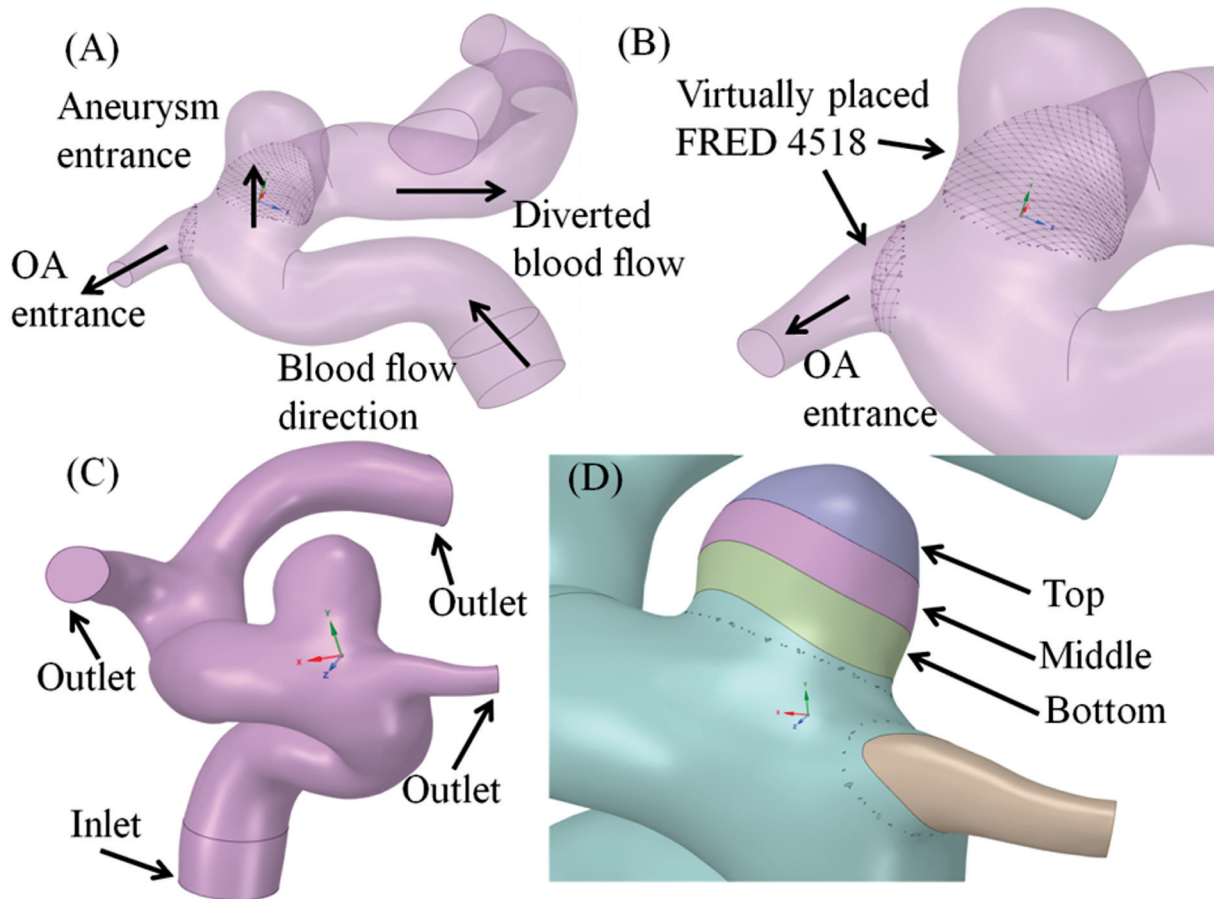 (A)
Aneurysm
entrance
OA
entrance
Diverted
blood flow
Blood flow
direction
(B)
Virtually placed
FRED 4518
OA
entrance
(C)
Outlet
Outlet
Outlet
Inlet
X
Y
Z
(D)
Top
Middle
Bottom
X
Y
Z